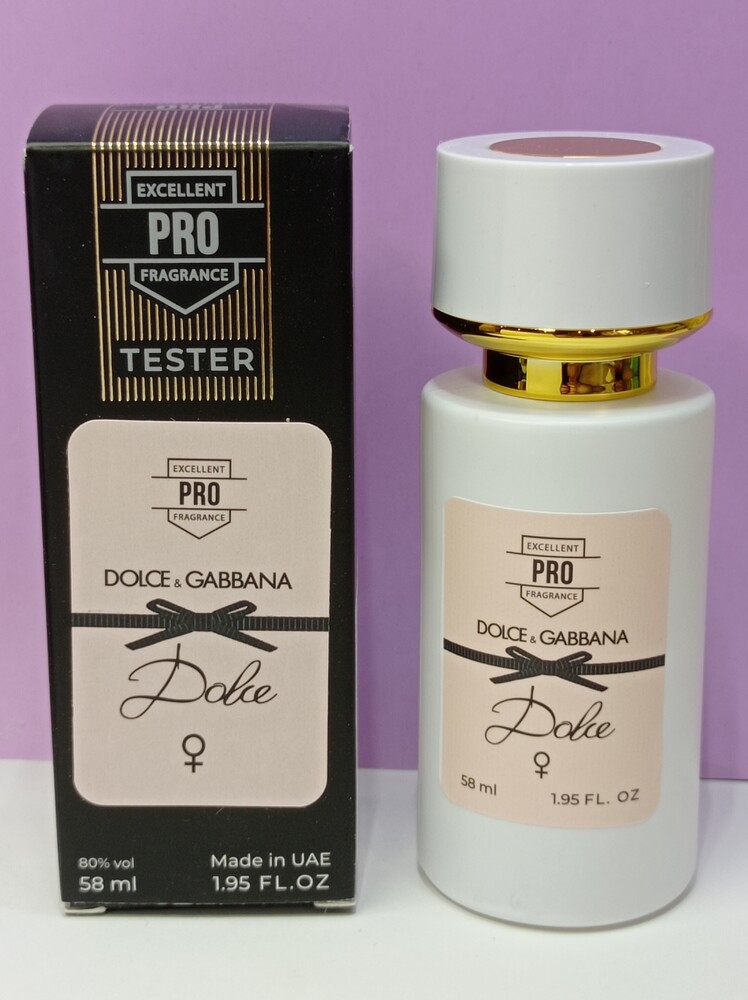 EXCELLENT
PRO
FRAGRANCE
TESTER
EXCELLENT
PRO
FRAGRANCE
DOLCE & GABBANA
Dolce
80% vol
58 ml
Made in UAE
1.95 FL.OZ
EXCELLENT
PRO
FRAGRANCE
DOLCE & GABBANA
Dolce
58 ml
1.95 FL. OZ